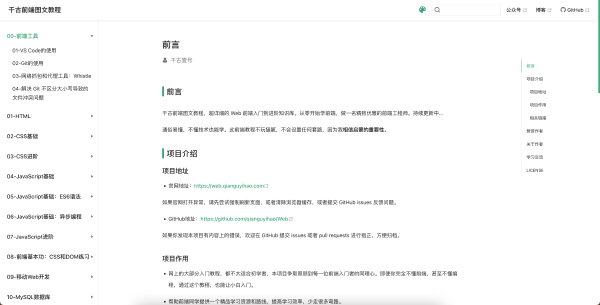 千古前端图文教程
公众号
博客
GitHub
00-前端工具
01-VS Code的使用
02-Git的使用
03-网络抓包和代理工具：Whistle
04-解决 Git 不区分大小写导致的
文件冲突问题
01-HTML
02-CSS基础
03-CSS进阶
04-JavaScript基础
05-JavaScript基础：ES6语法
06-JavaScript基础：异步编程
07-JavaScript进阶
08-前端基本功：CSS和DOM练习
09-移动Web开发
10-MySQL数据库
前言
千古壹号
前言
千古前端图文教程，超详细的 Web 前端入门到进阶知识库，从零开始学前端，做一名精致优雅的前端工程师。持续更新中...
通俗易懂，不懂技术也能学。此前端教程不玩猫腻，不会设置任何套路，因为我相信启蒙的重要性。
项目介绍
项目地址
官网地址：https://web.qianguyihao.com
如果官网打开异常，请先尝试强制刷新页面，或者清除浏览器缓存，或者提交 GitHub issues 反馈问题。
GitHub地址：https://github.com/qianguyihao/Web
如果你发现本项目有内容上的错误，欢迎在 GitHub 提交 issues 或者 pull requests 进行指正，方便归档。
项目作用
网上的大部分入门教程，都不太适合初学者，本项目争取照顾到每一位前端入门者的同理心。即使你完全不懂前端，甚至不懂编
程，通过这个教程，也能让小白入门。
帮助前端同学提供一个精品学习资源和路线，提高学习效率，少走很多弯路。
前言
项目介绍
项目地址
项目作用
相关链接
赞赏作者
关于作者
学习交流
LICENSE